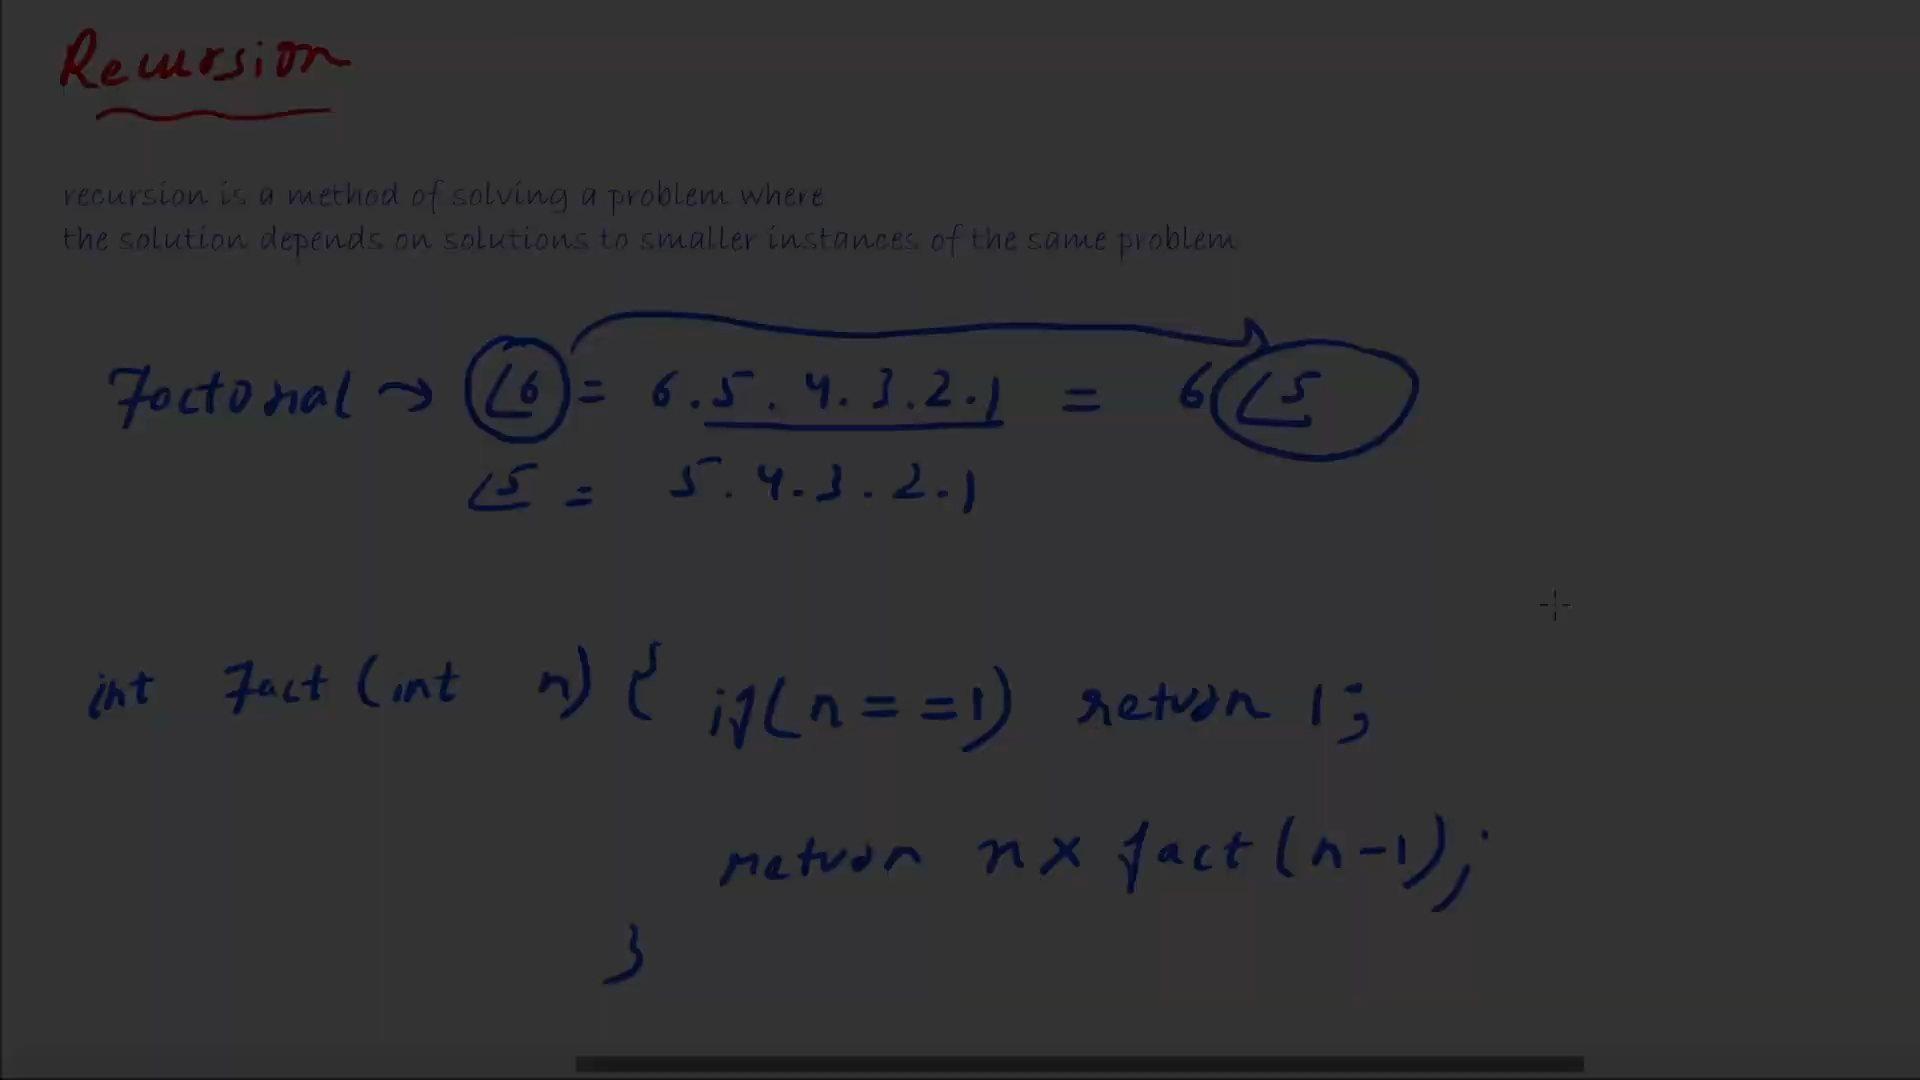 Recursion
recursion is a method of solving a problem where
the solution depends on solutions to smaller instances of the same problem
Factorial → ∠6 = 6.5.4.3.2.1 = 6 ∠5
∠5 = 5.4.3.2.1
int Fact (int n) { if(n==1) return 1;
return n x fact(n-1);
}